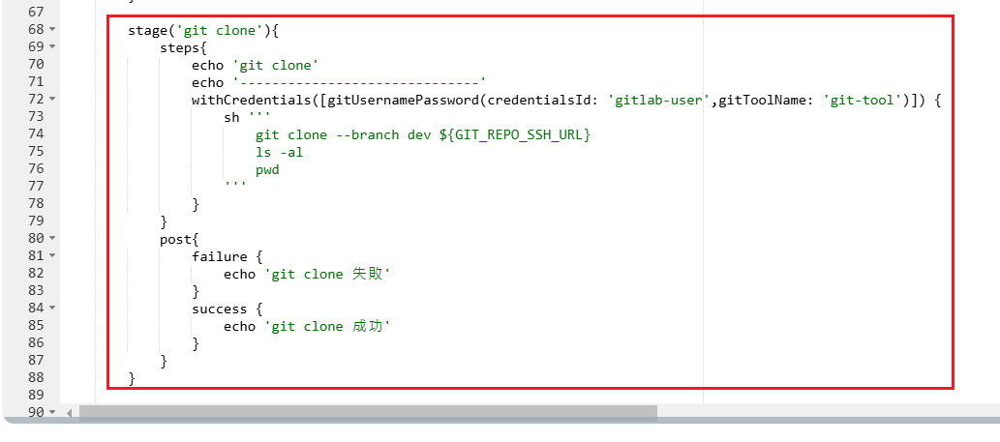 67
68 stage('git clone'){
69 steps{
70 echo 'git clone'
71 echo '------------------------------'
72 withCredentials([gitUsernamePassword(credentialsId: 'gitlab-user',gitToolName: 'git-tool')]) {
73 sh '''
74 git clone --branch dev ${GIT_REPO_SSH_URL}
75 ls -al
76 pwd
77 '''
78 }
79 }
80 post{
81 failure {
82 echo 'git clone 失敗'
83 }
84 success {
85 echo 'git clone 成功'
86 }
87 }
88 }
89
90